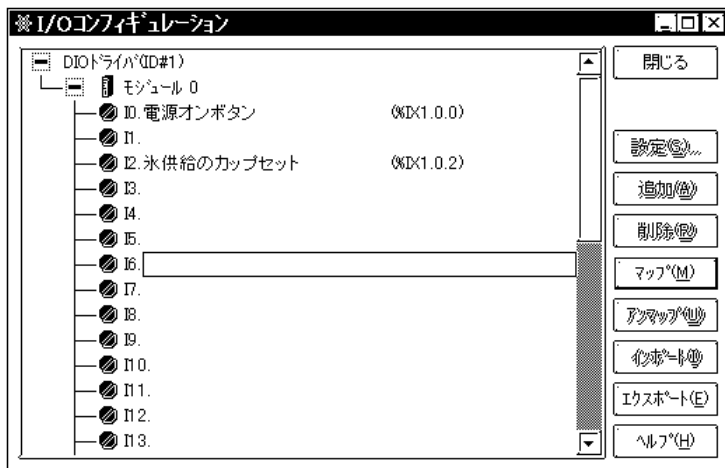 I/Oコンフィギュレーション
DIOドライバ(ID#1)
モジュール 0
I0.電源オンボタン (%IX1.0.0)
I1.
I2.氷供給のカップセット (%IX1.0.2)
I3.
I4.
I5.
I6.
I7.
I8.
I9.
I10.
I11.
I12.
I13.
閉じる
設定(S)...
追加(A)
削除(R)
マップ(M)
アンマップ(U)
インポート(I)
エクスポート(E)
ヘルプ(H)